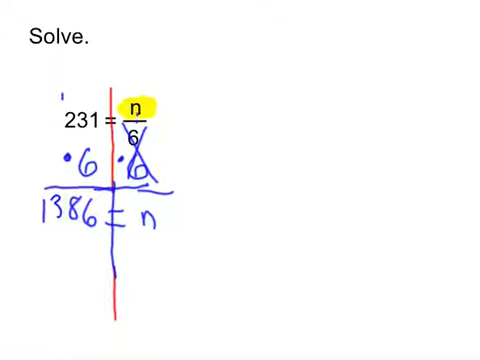 Solve.
231 = n/6
·6 ·6
1386 = n